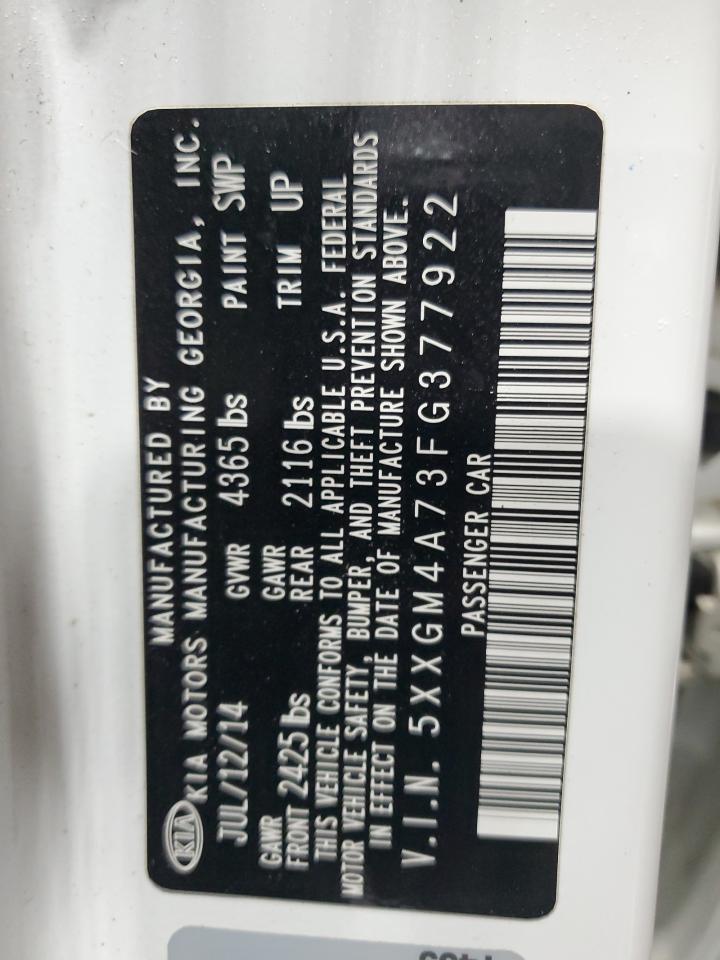 MANUFACTURED BY
KIA KIA MOTORS MANUFACTURING GEORGIA, INC.
JUL/12/14 GVWR 4365 lbs PAINT SWP
GAWR FRONT 2425 lbs GAWR REAR 2116 lbs TRIM UP
THIS VEHICLE CONFORMS TO ALL APPLICABLE U.S.A. FEDERAL
MOTOR VEHICLE SAFETY, BUMPER, AND THEFT PREVENTION STANDARDS
IN EFFECT ON THE DATE OF MANUFACTURE SHOWN ABOVE.
V.I.N. 5XXGM4A73FG377922
PASSENGER CAR